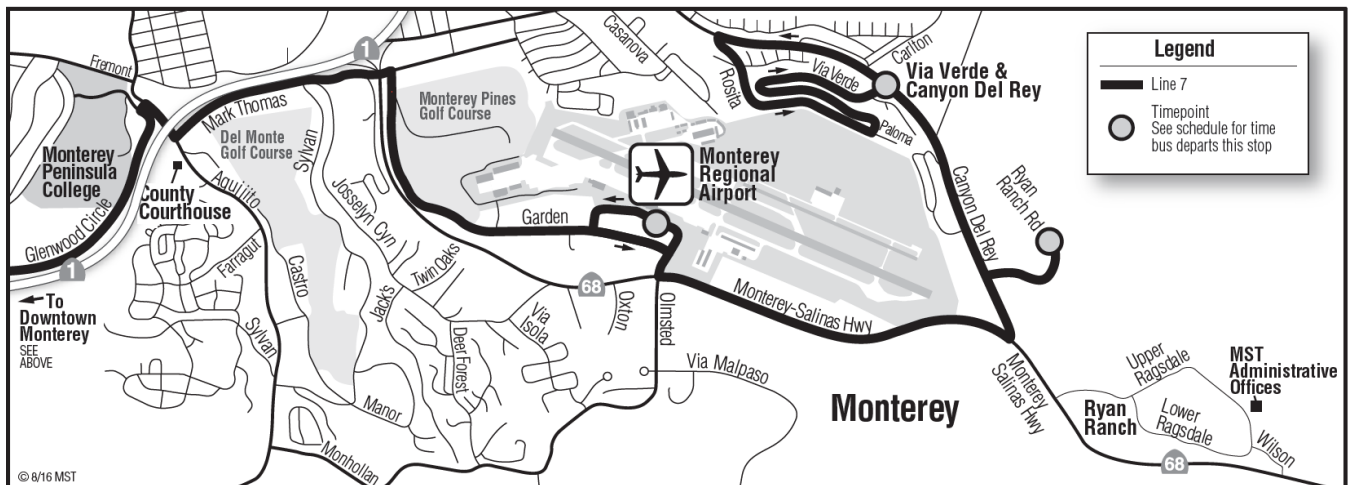 Legend
Line 7
Timepoint
See schedule for time
bus departs this stop
1
Fremont
Mark Thomas
Casanova
Carlton
Via Verde &
Canyon Del Rey
Via Verde
Rosita
Paloma
Monterey Pines
Golf Course
Del Monte
Golf Course
Sylvan
Monterey
Peninsula
College
County
Courthouse
Aguijito
Josselyn Cyn
Monterey
Regional
Airport
Canyon Del Rey
Ryan
Ranch Rd
Garden
Glenwood Circle
Farragut
Castro
Twin Oaks
1
68
To
Downtown
Monterey
SEE
ABOVE
Jack's
Oxton
Olmsted
Monterey-Salinas Hwy
Sylvan
Via
Isola
Deer Forest
Via Malpaso
Monterey
Salinas Hwy
Upper
Ragsdale
MST
Administrative
Offices
Monterey
Ryan
Ranch
Lower
Ragsdale
Manor
Monhollan
Wilson
68
© 8/16 MST